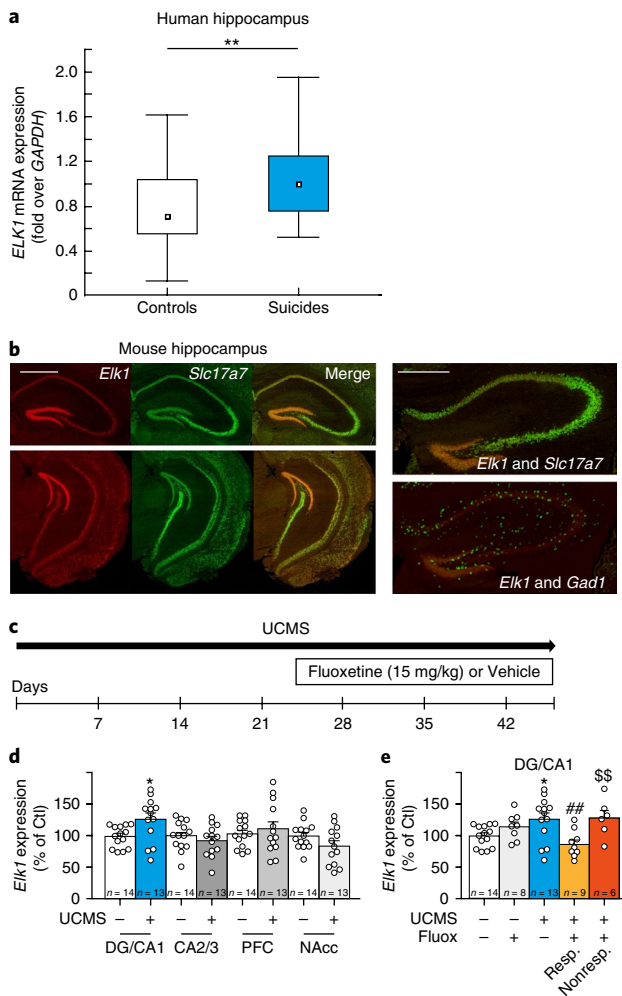 a
Human hippocampus
**
ELK1 mRNA expression
(fold over GAPDH)
2.0
1.6
1.2
0.8
0.4
0
Controls
Suicides
b
Mouse hippocampus
Elk1
Slc17a7
Merge
Elk1 and Slc17a7
Elk1 and Gad1
c
UCMS
Fluoxetine (15 mg/kg) or Vehicle
Days
7 14 21 28 35 42
d
Elk1 expression
(% of Ctl)
150
100
50
0
*
n = 14 n = 13 n = 14 n = 13 n = 14 n = 13 n = 14 n = 13
UCMS – + – + – + – +
DG/CA1 CA2/3 PFC NAcc
e
DG/CA1
Elk1 expression
(% of Ctl)
150
100
50
0
* ## $$
n = 14 n = 8 n = 13 n = 9 n = 6
UCMS – – + + +
Fluox – + – + +
Resp.
Nonresp.